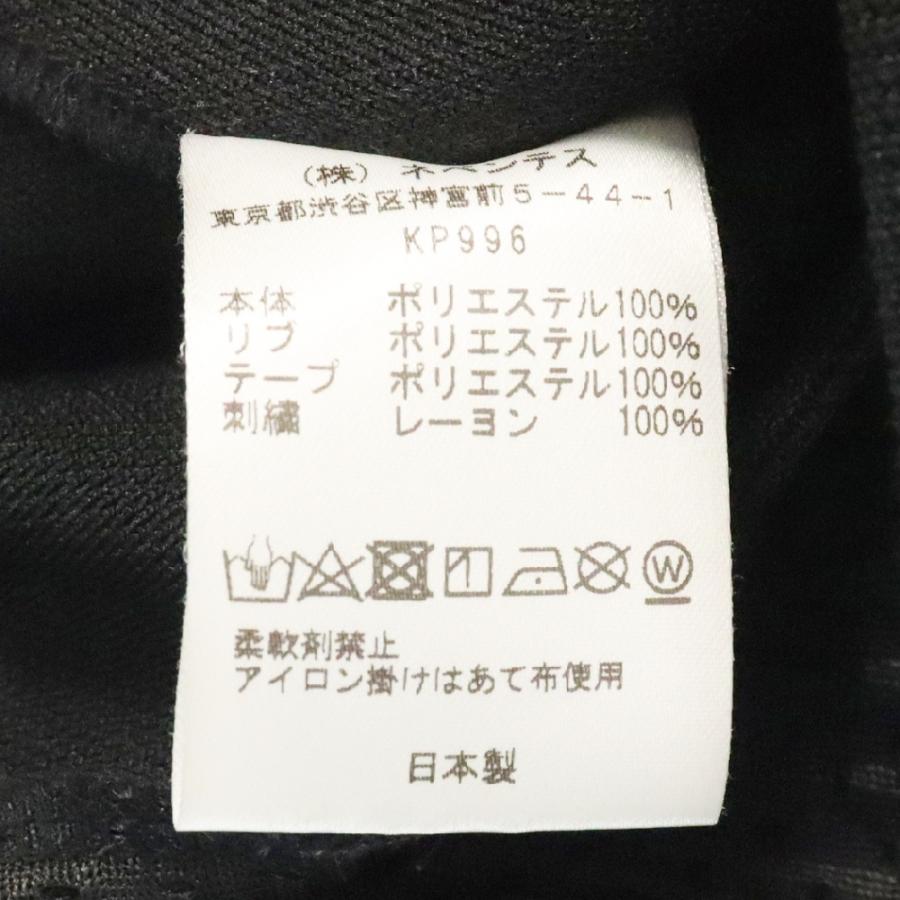 (株) ネペンテス
東京都渋谷区神宮前5-44-1
KP996
本体 ポリエステル100%
リブ ポリエステル100%
テープ ポリエステル100%
刺繍 レーヨン 100%
W
柔軟剤禁止
アイロン掛けはあて布使用
日本製